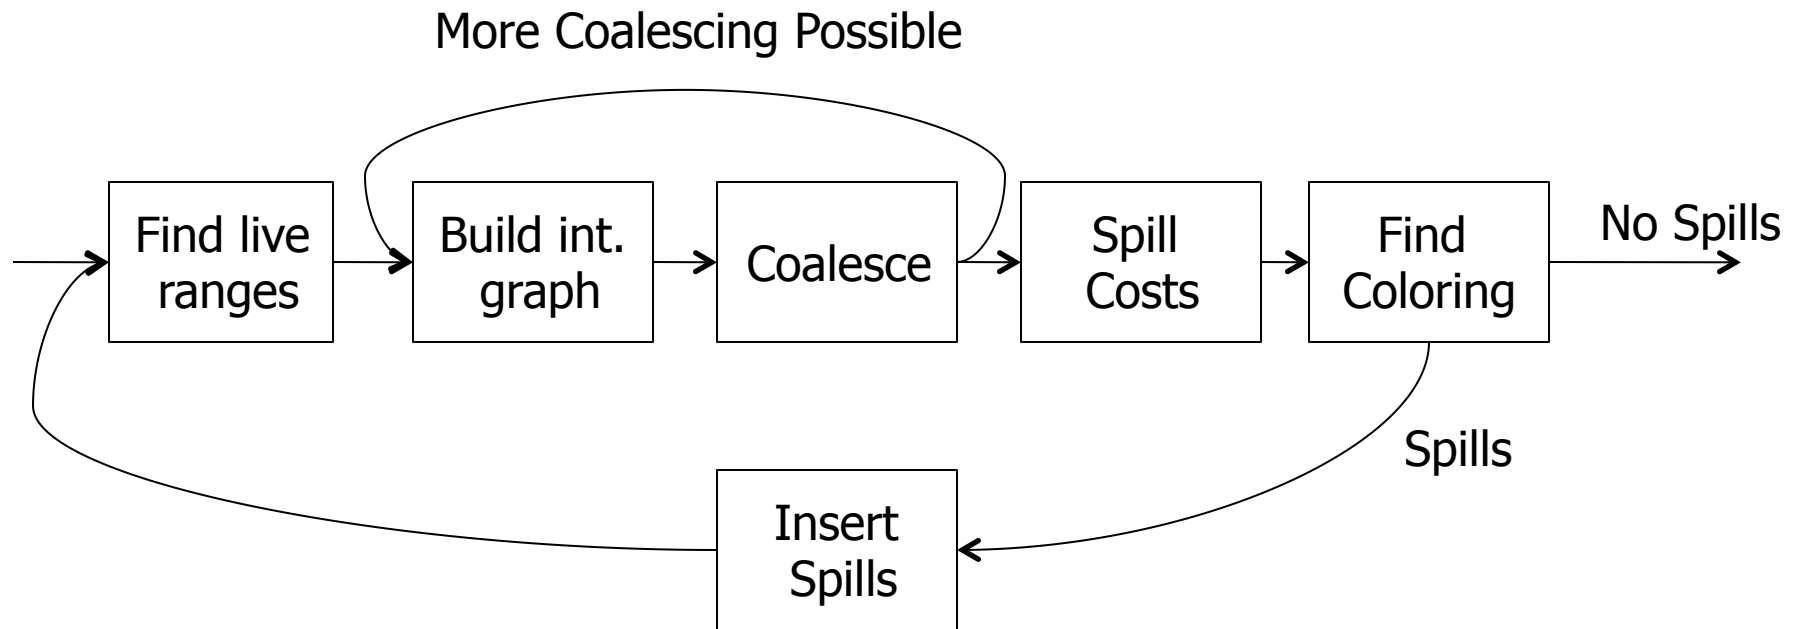 More Coalescing Possible
Find live
ranges
Build int.
graph
Coalesce
Spill
Costs
Find
Coloring
No Spills
Spills
Insert
Spills